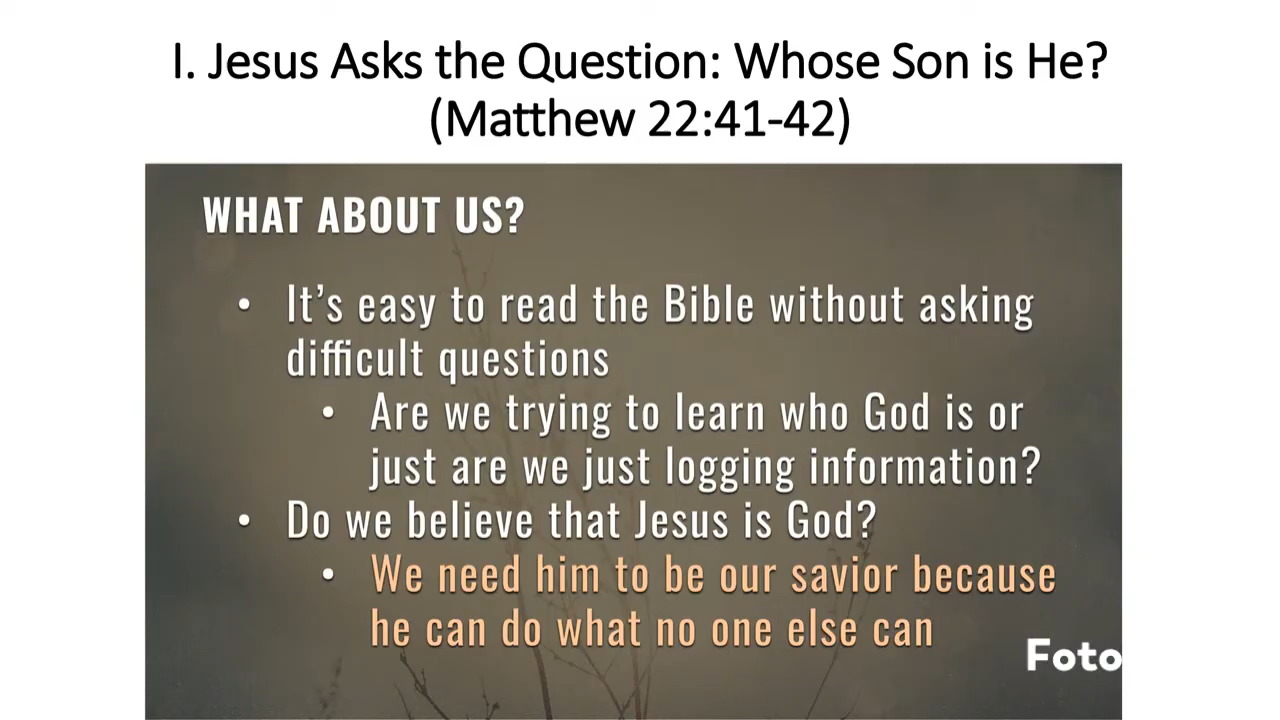 I. Jesus Asks the Question: Whose Son is He?
(Matthew 22:41-42)
WHAT ABOUT US?
• It’s easy to read the Bible without asking
difficult questions
• Are we trying to learn who God is or
just are we just logging information?
• Do we believe that Jesus is God?
• We need him to be our savior because
he can do what no one else can
Foto